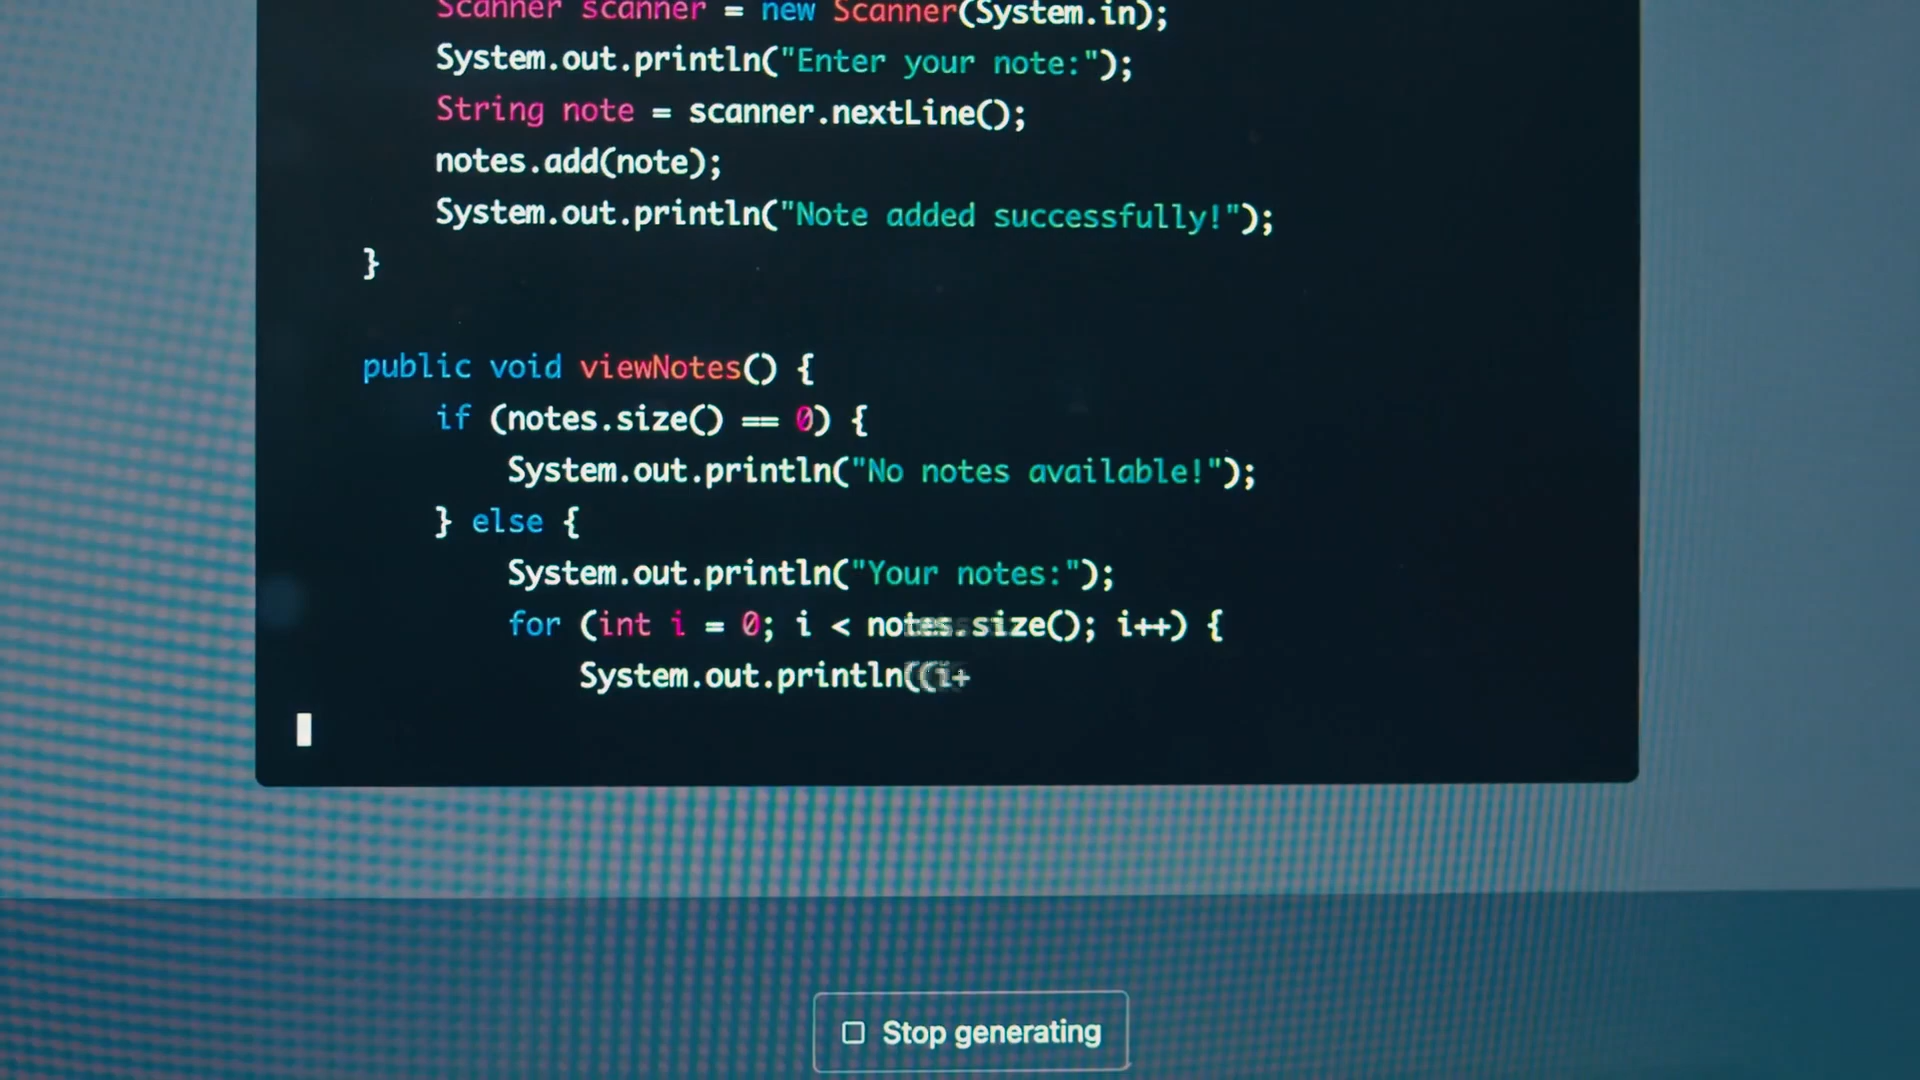 Scanner scanner = new Scanner(System.in);
System.out.println("Enter your note:");
String note = scanner.nextLine();
notes.add(note);
System.out.println("Note added successfully!");
}
public void viewNotes() {
if (notes.size() == 0) {
System.out.println("No notes available!");
} else {
System.out.println("Your notes:");
for (int i = 0; i < notes.size(); i++) {
System.out.println((i+
Stop generating